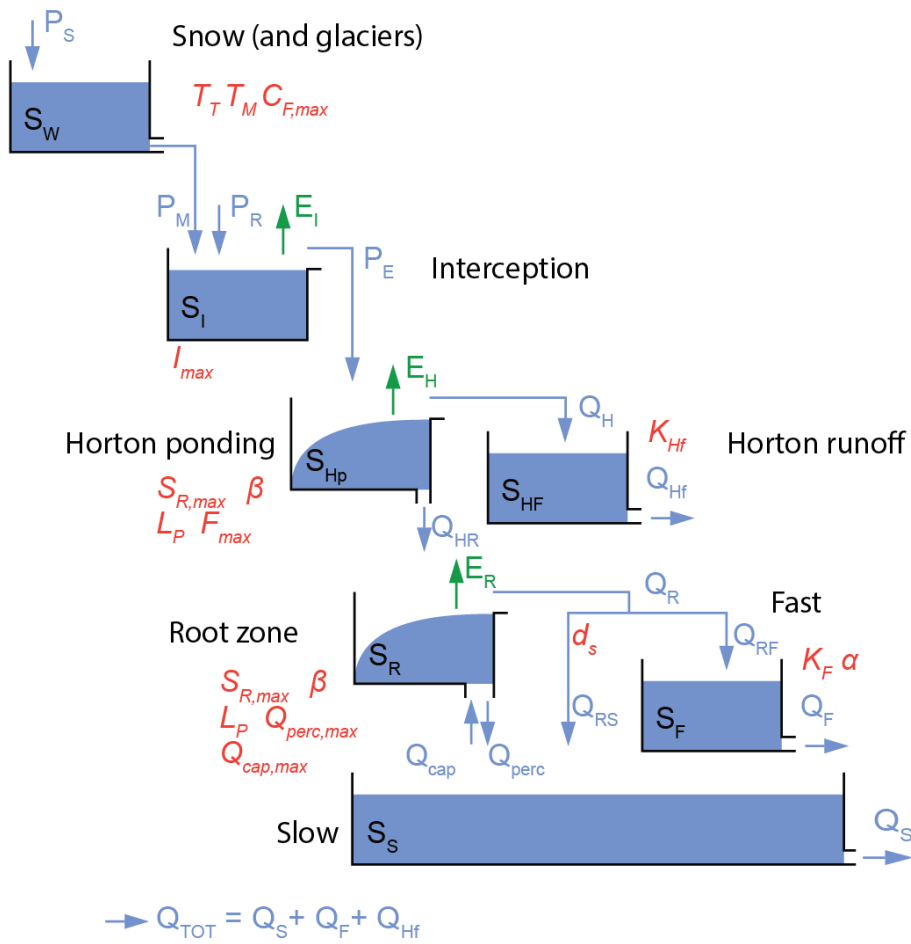 P_S
Snow (and glaciers)
T_T T_M C_F,max
S_W
P_M P_R E_I
P_E
Interception
S_I
I_max
E_H
Q_H
Horton ponding
S_Hp
K_Hf
Horton runoff
S_R,max β
S_HF
Q_Hf
L_P F_max
Q_HR
E_R
Q_R
Fast
Root zone
S_R
d_s
Q_RF
K_F α
S_R,max β
L_P Q_perc,max
Q_RS
S_F
Q_F
Q_cap,max
Q_cap Q_perc
Slow
S_S
Q_S
Q_TOT = Q_S + Q_F + Q_Hf